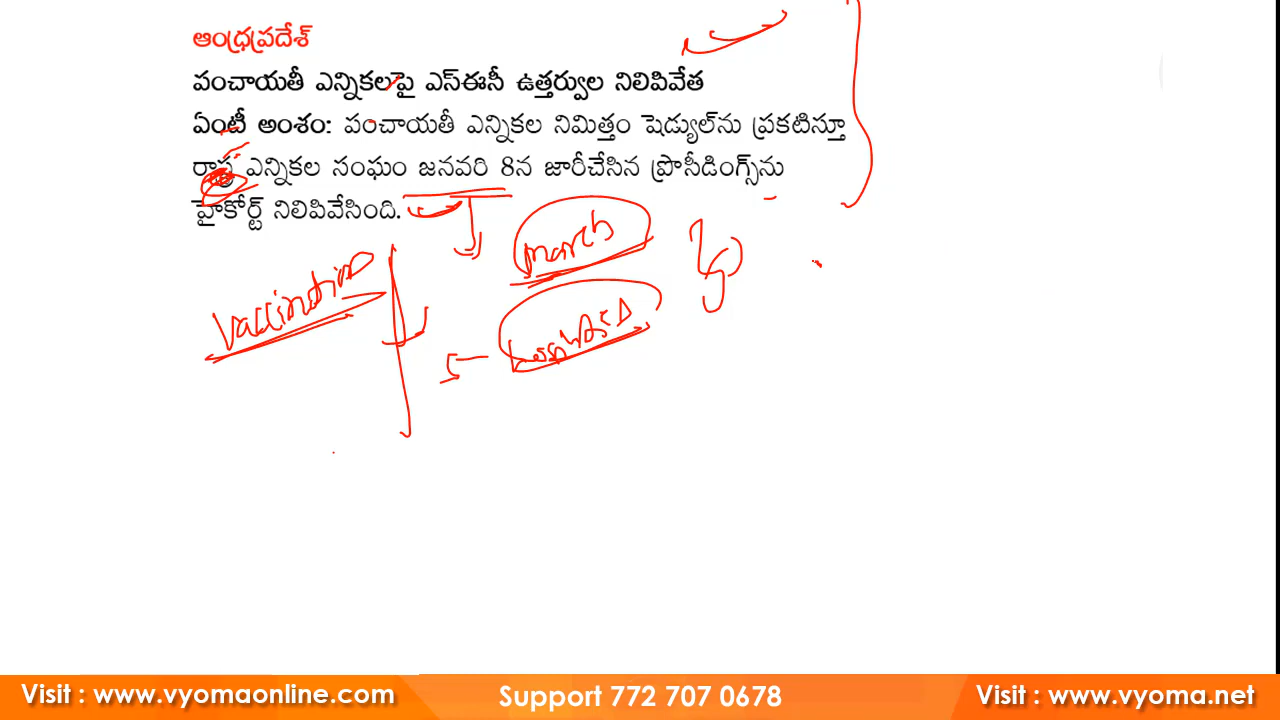 ఆంధ్రప్రదేశ్
పంచాయతీ ఎన్నికలపై ఎస్ఈసీ ఉత్తర్వుల నిలిపివేత
ఏంటీ అంశం: పంచాయతీ ఎన్నికల నిమిత్తం షెడ్యుల్‌ను ప్రకటిస్తూ
రాష్ట్ర ఎన్నికల సంఘం జనవరి 8న జారీచేసిన ప్రొసీడింగ్స్‌ను
హైకోర్ట్ నిలిపివేసింది.
march
vaccination
5-
Visit : www.vyomaonline.com Support 772 707 0678 Visit : www.vyoma.net